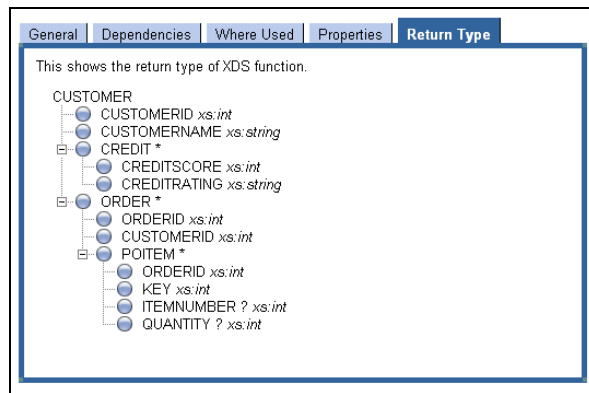 General Dependencies Where Used Properties Return Type
This shows the return type of XDS function.
CUSTOMER
CUSTOMERID xs:int
CUSTOMERNAME xs:string
CREDIT *
CREDITSCORE xs:int
CREDITRATING xs:string
ORDER *
ORDERID xs:int
CUSTOMERID xs:int
POITEM *
ORDERID xs:int
KEY xs:int
ITEMNUMBER ? xs:int
QUANTITY ? xs:int